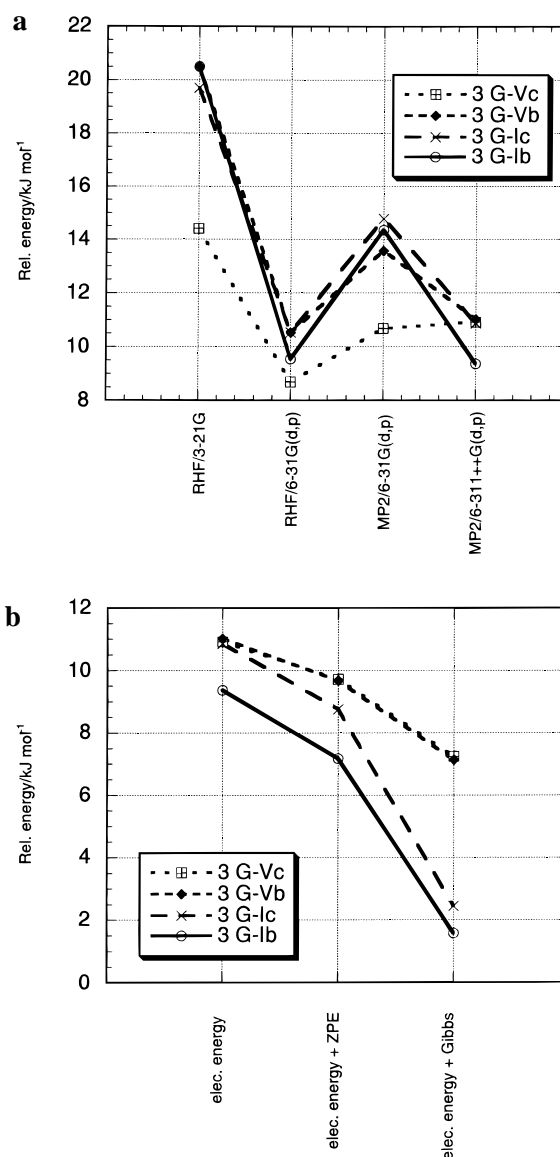 a
22
20
18
16
14
12
10
8
Rel. energy/kJ mol⁻¹
3 G-Vc
3 G-Vb
3 G-Ic
3 G-Ib
RHF/3-21G
RHF/6-31G(d,p)
MP2/6-31G(d,p)
MP2/6-311++G(d,p)
b
12
10
8
6
4
2
0
Rel. energy/kJ mol⁻¹
3 G-Vc
3 G-Vb
3 G-Ic
3 G-Ib
elec. energy
elec. energy + ZPE
elec. energy + Gibbs